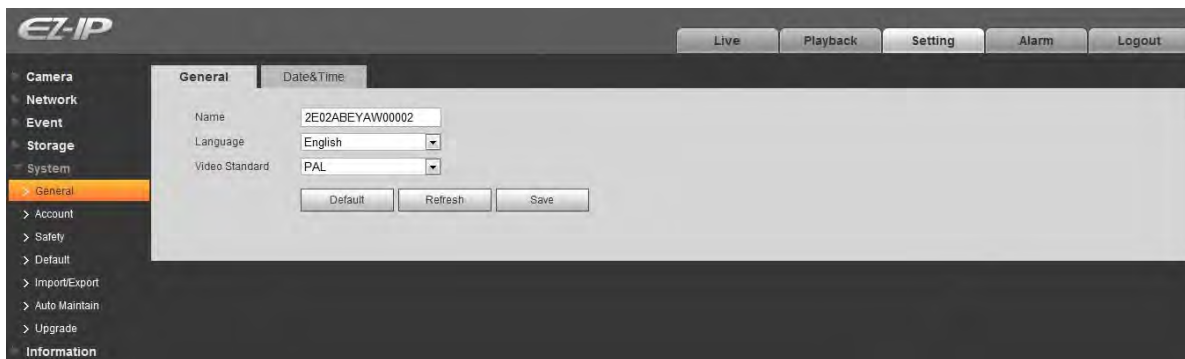 EZ-IP
Live Playback Setting Alarm Logout
Camera
Network
Event
Storage
System
> General
> Account
> Safety
> Default
> Import/Export
> Auto Maintain
> Upgrade
Information
General Date&Time
Name 2E02ABEYAW00002
Language English
Video Standard PAL
Default Refresh Save